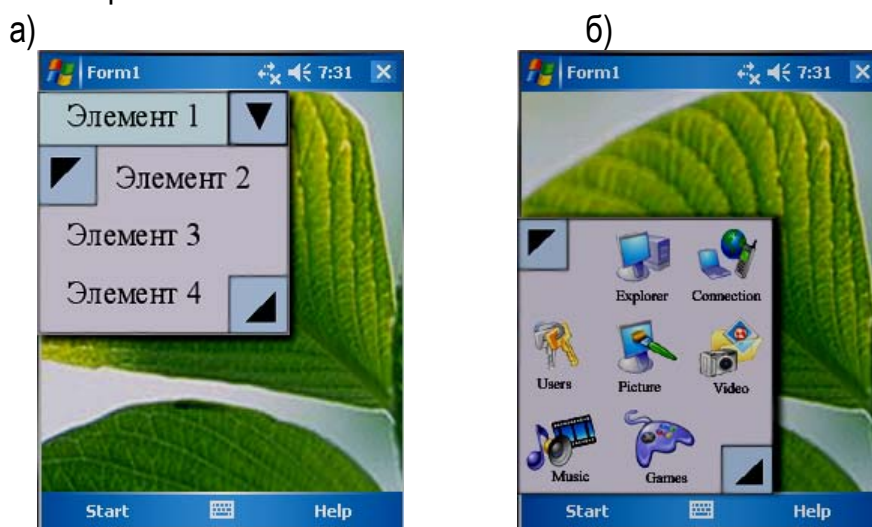 а)
Form1 7:31
Элемент 1
Элемент 2
Элемент 3
Элемент 4
Start Help
б)
Form1 7:31
Explorer Connection
Users Picture Video
Music Games
Start Help